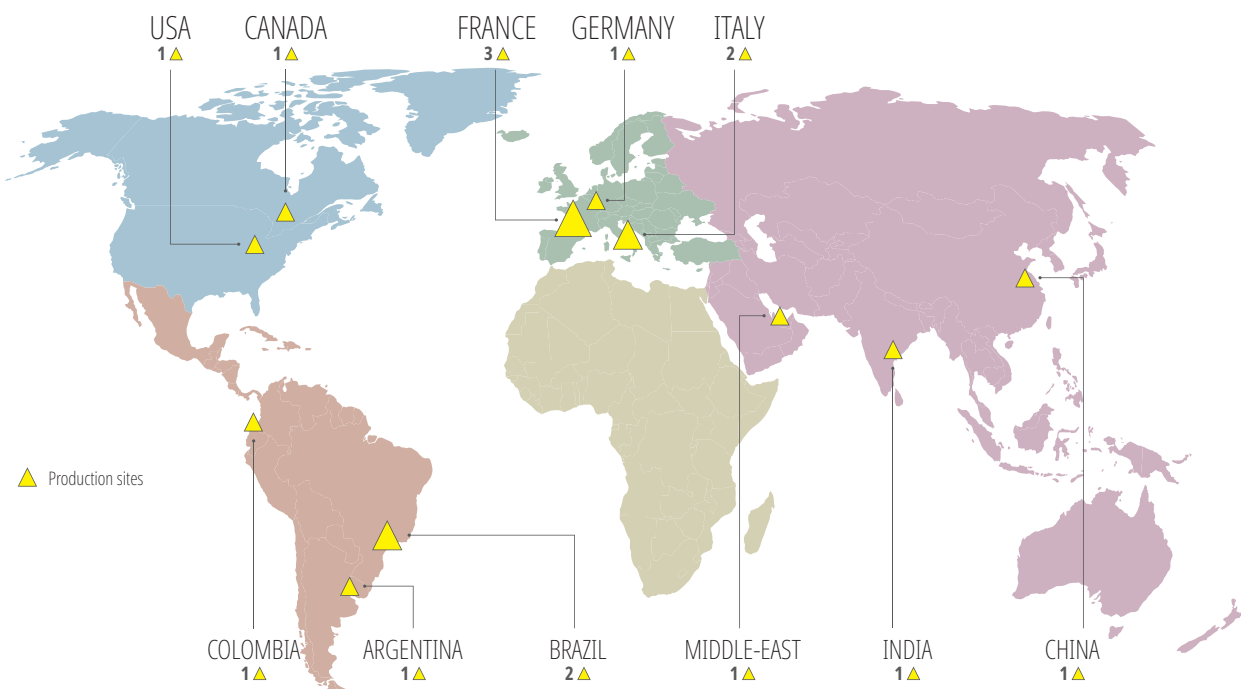 USA CANADA FRANCE GERMANY ITALY
1 1 3 1 2
Production sites
COLOMBIA ARGENTINA BRAZIL MIDDLE-EAST INDIA CHINA
1 1 2 1 1 1